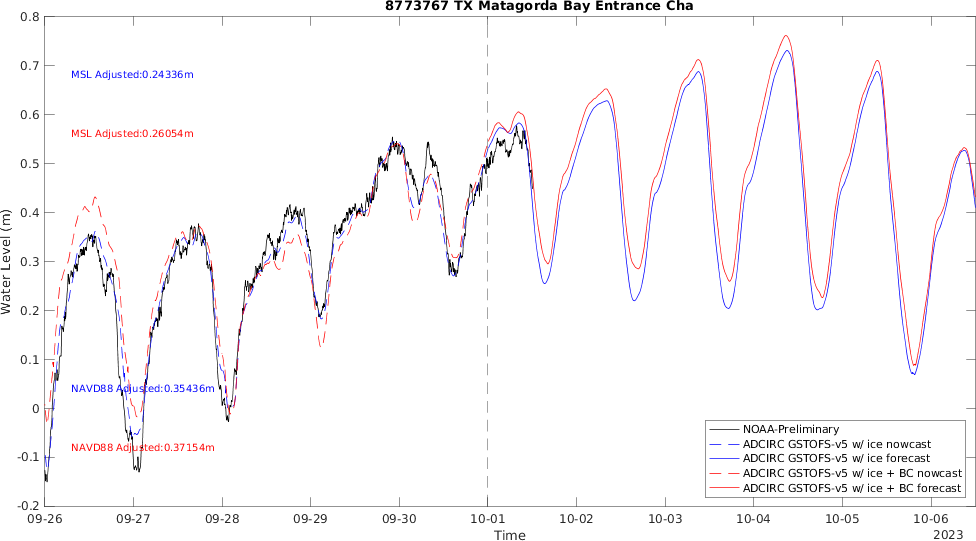 8773767 TX Matagorda Bay Entrance Cha
0.8
0.7
0.6
0.5
0.4
0.3
0.2
0.1
0
-0.1
-0.2
Water Level (m)
MSL Adjusted:0.24336m
MSL Adjusted:0.26054m
NAVD88 Adjusted:0.35436m
NAVD88 Adjusted:0.37154m
NOAA-Preliminary
ADCIRC GSTOFS-v5 w/ ice nowcast
ADCIRC GSTOFS-v5 w/ ice forecast
ADCIRC GSTOFS-v5 w/ ice + BC nowcast
ADCIRC GSTOFS-v5 w/ ice + BC forecast
09-26 09-27 09-28 09-29 09-30 10-01 10-02 10-03 10-04 10-05 10-06
Time
2023